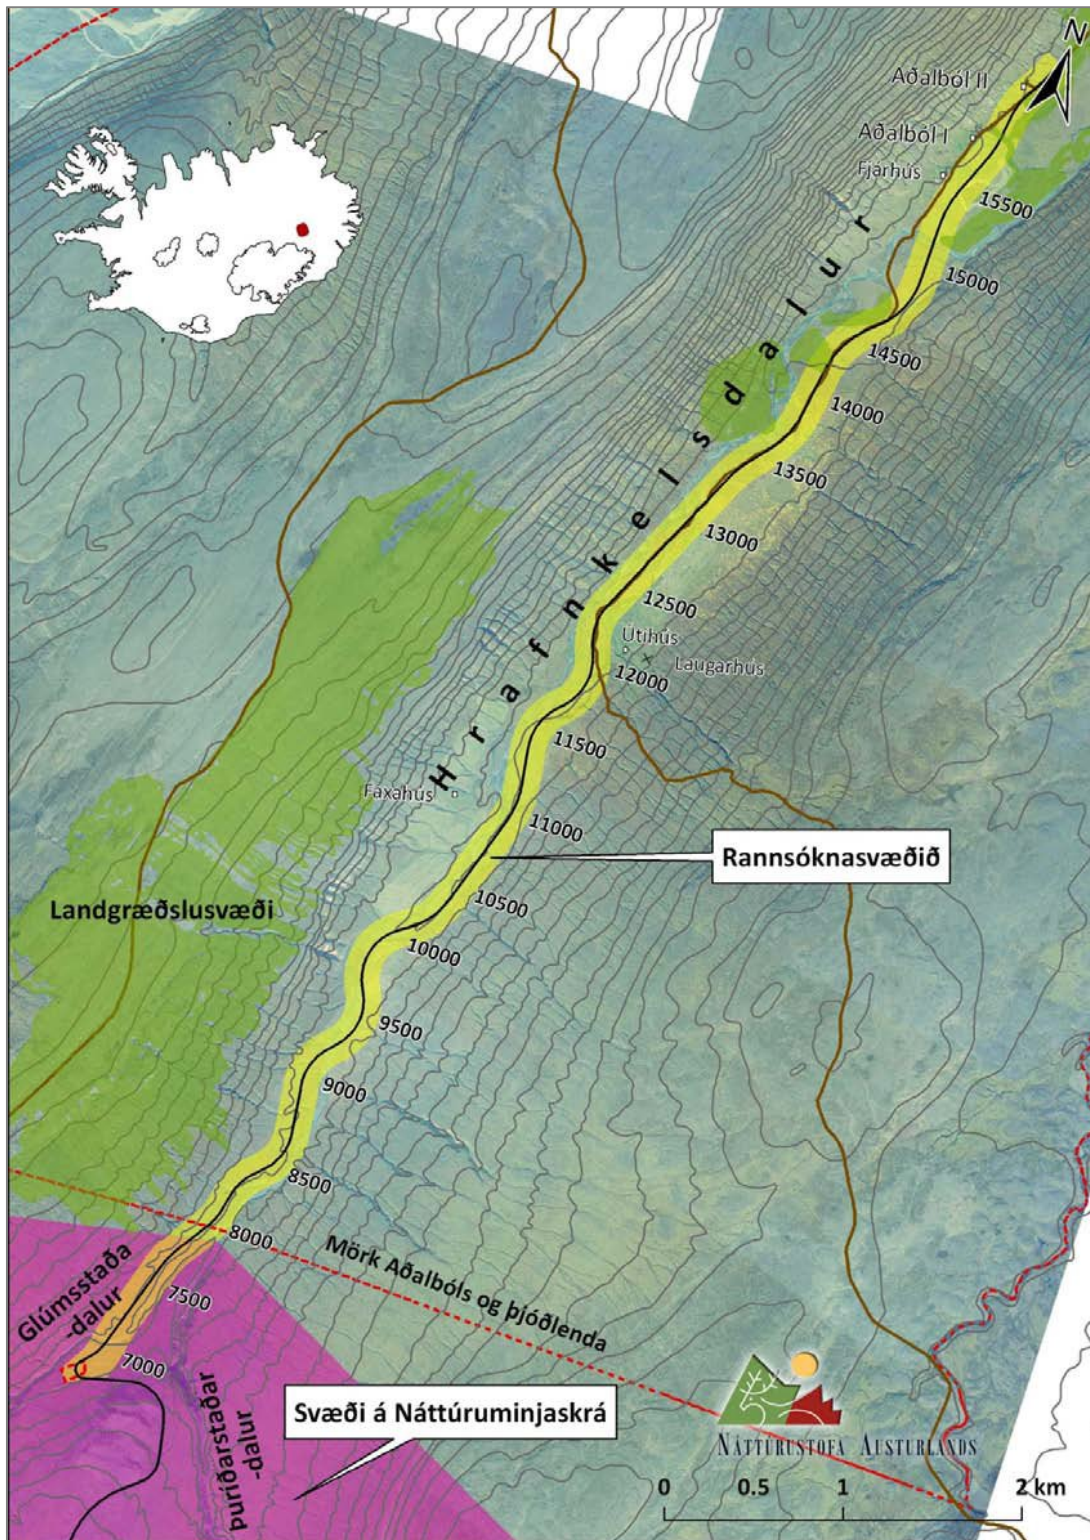 N
Aðalból II
Aðalból I
Fjárhús
15500
15000
14500
14000
13500
13000
12500
Hrafnkelsdalur
Útihús
Laugarhús
12000
11500
Faxahús
11000
Rannsóknasvæðið
10500
Landgræðslusvæði
10000
9500
9000
8500
8000
Mörk Aðalbóls og þjóðlenda
Glúmsstaða
-dalur
7500
7000
Þuríðarstaðar
-dalur
Svæði á Náttúruminjaskrá
NÁTTÚRUSTOFA AUSTURLANDS
0 0.5 1 2 km